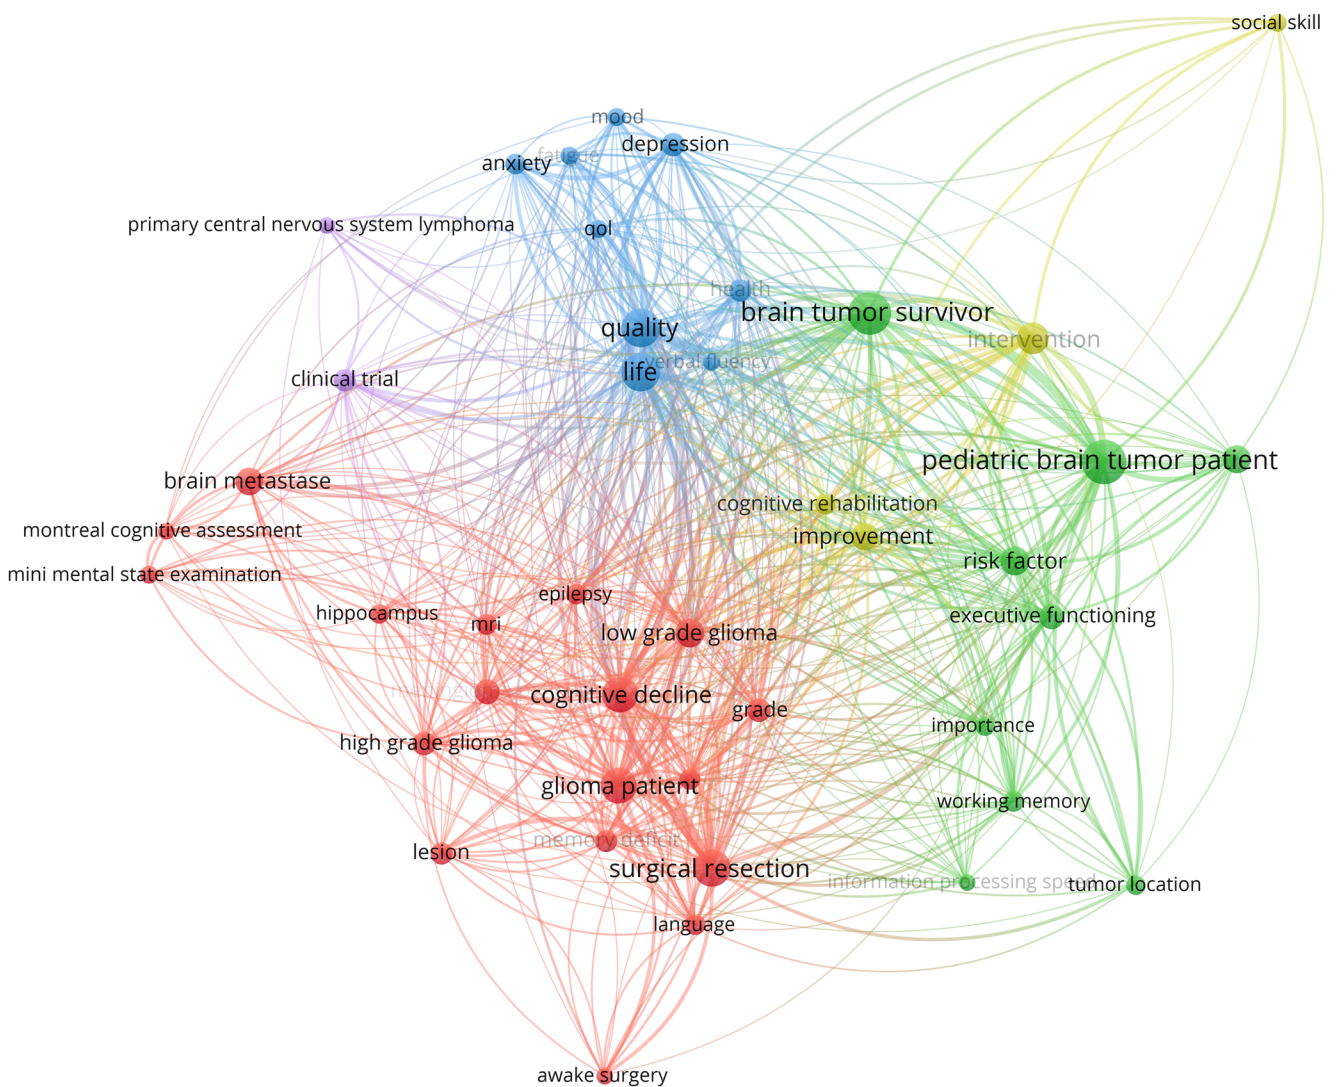 social skill
mood
depression
fatigue
anxiety
primary central nervous system lymphoma
qol
health
brain tumor survivor
quality
intervention
verbal fluency
life
clinical trial
pediatric brain tumor patient
brain metastase
cognitive rehabilitation
montreal cognitive assessment
improvement
risk factor
mini mental state examination
epilepsy
hippocampus
executive functioning
mri
low grade glioma
cognitive decline
grade
importance
high grade glioma
glioma patient
working memory
memory deficit
lesion
surgical resection
information processing speed
tumor location
language
awake surgery